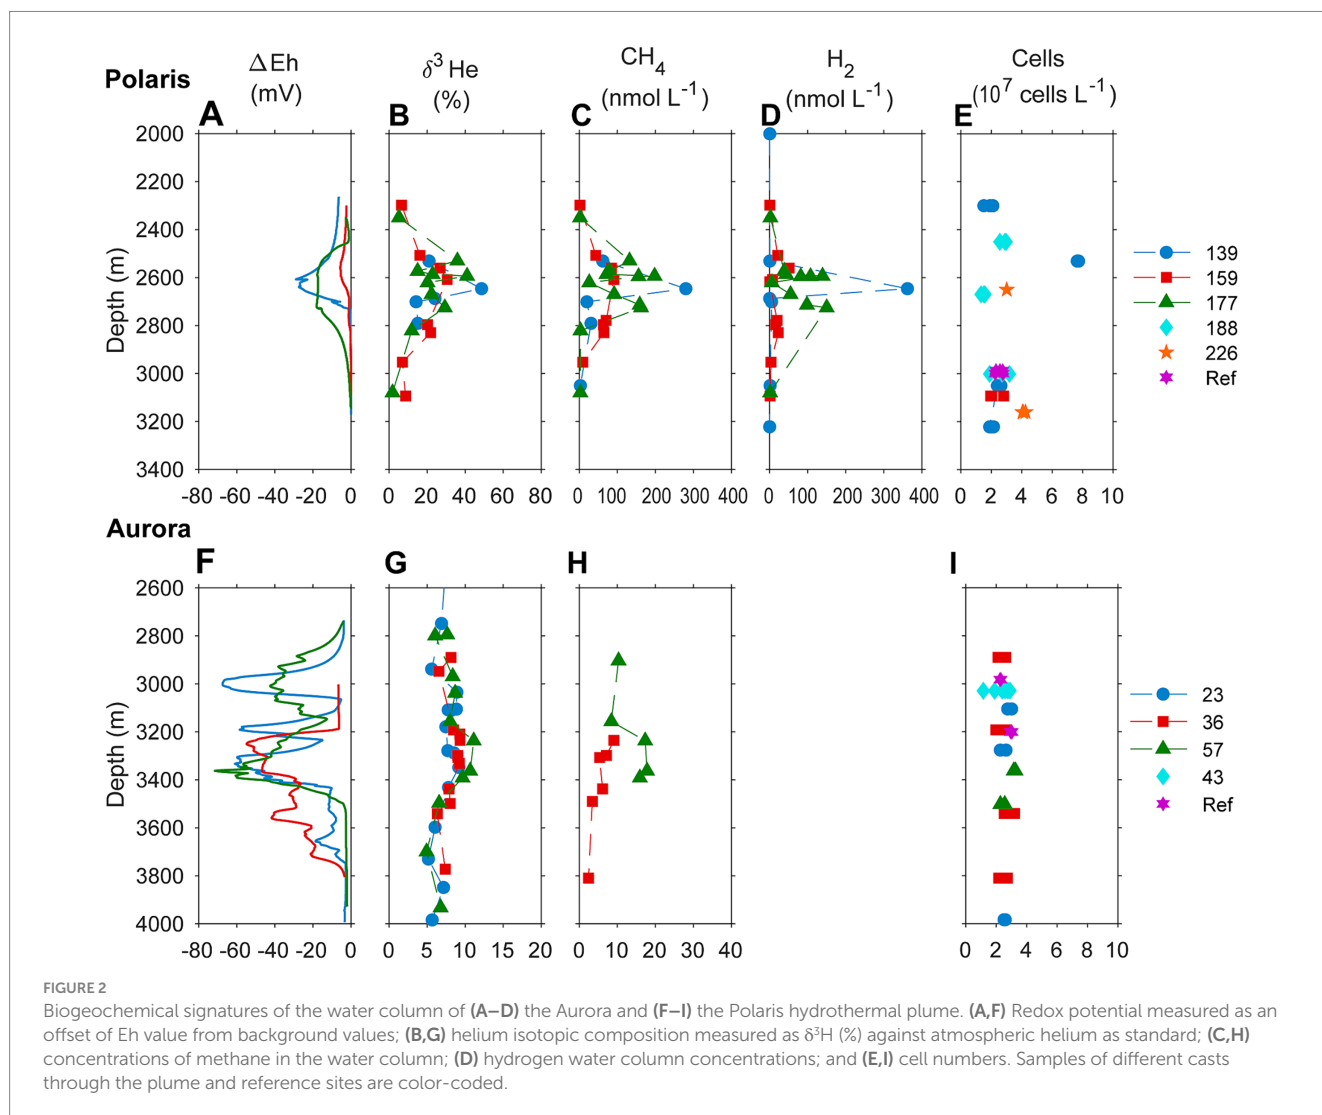 Polaris
Δ Eh
(mV)
δ³ He
(%)
CH₄
(nmol L⁻¹)
H₂
(nmol L⁻¹)
Cells
(10⁷ cells L⁻¹)
A
B
C
D
E
Depth (m)
2000
2200
2400
2600
2800
3000
3200
3400
-80 -60 -40 -20 0
0 20 40 60 80
0 100 200 300 400
0 100 200 300 400
0 2 4 6 8 10
139
159
177
188
226
Ref
Aurora
F
G
H
I
Depth (m)
2600
2800
3000
3200
3400
3600
3800
4000
-80 -60 -40 -20 0
0 5 10 15 20
0 10 20 30 40
0 2 4 6 8 10
23
36
57
43
Ref
FIGURE 2
Biogeochemical signatures of the water column of (A–D) the Aurora and (F–I) the Polaris hydrothermal plume. (A,F) Redox potential measured as an
offset of Eh value from background values; (B,G) helium isotopic composition measured as δ³H (%) against atmospheric helium as standard; (C,H)
concentrations of methane in the water column; (D) hydrogen water column concentrations; and (E,I) cell numbers. Samples of different casts
through the plume and reference sites are color-coded.